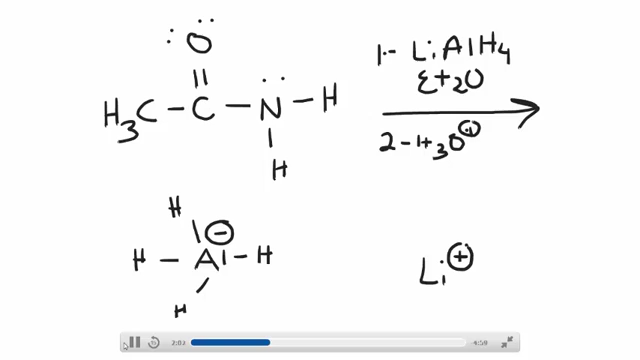 :Ö
||
H3C – C – N̈ – H
|
H
1.- LiAlH4
Et2O
2 - H3O⊕
H
⊖
H – Al – H
H
Li⊕
2:02
-4:59